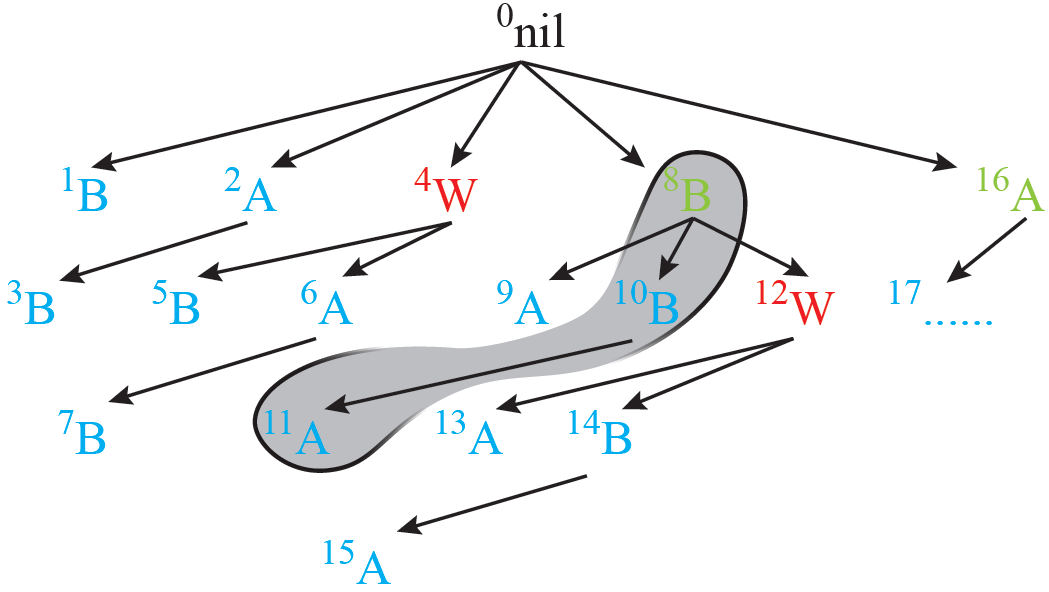 0nil
1B 2A 4W 8B 16A
3B 5B 6A 9A 10B 12W 17......
7B 11A 13A 14B
15A